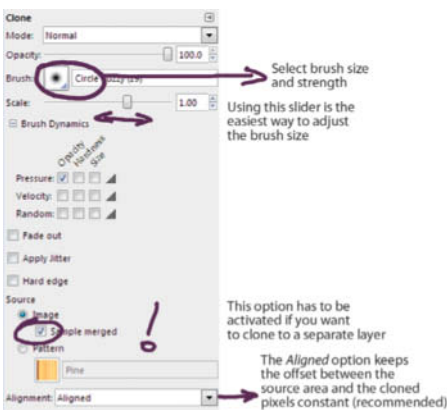 Clone
Mode: Normal
Opacity: 100.0
Brush: Circle (19)
Scale: 1.00
Brush Dynamics
Opacity
Hardness
Size
Pressure:
Velocity:
Random:
Fade out
Apply Jitter
Hard edge
Source
Image
Sample merged
Pattern
Pine
Alignment: Aligned
Select brush size
and strength
Using this slider is the
easiest way to adjust
the brush size
!
This option has to be
activated if you want
to clone to a separate layer
The Aligned option keeps
the offset between the
source area and the cloned
pixels constant (recommended)